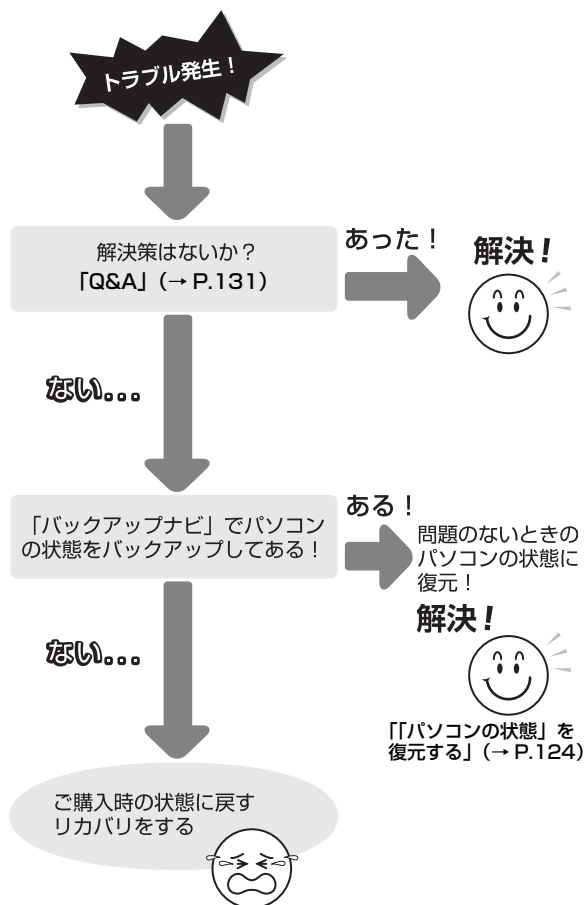 トラブル発生！
解決策はないか？
「Q&A」（→ P.131）
あった！
解決！
ない...
「バックアップナビ」でパソコン
の状態をバックアップしてある！
ある！
問題のないときの
パソコンの状態に
復元！
解決！
「「パソコンの状態」を
復元する」（→ P.124）
ない...
ご購入時の状態に戻す
リカバリをする